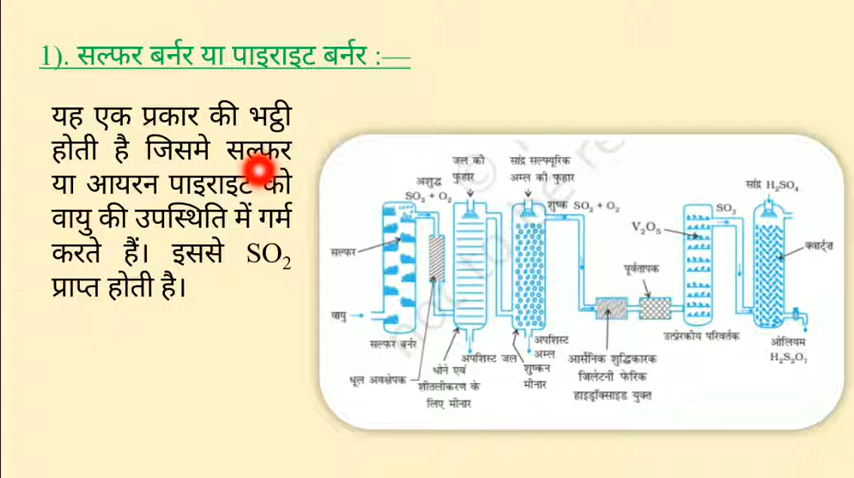 1). सल्फर बर्नर या पाइराइट बर्नर :—
यह एक प्रकार की भट्ठी
होती है जिसमे सल्फर
या आयरन पाइराइट को
वायु की उपस्थिति में गर्म
करते हैं। इससे SO₂
प्राप्त होती है।
जल की
फुहार
सांद्र सल्फ्यूरिक
अम्ल की फुहार
अशुद्ध
SO₂ + O₂
शुष्क SO₂ + O₂
SO₃
सांद्र H₂SO₄
V₂O₅
सल्फर
क्वार्ट्ज
पूर्वतापक
वायु
सल्फर बर्नर
धूल अवक्षेपक
धोने एवं
शीतलीकरण के
लिए मीनार
अपशिस्ट जल
अपशिस्ट
अम्ल
शुष्कन
मीनार
आर्सेनिक शुद्धिकारक
जिलेटनी फेरिक
हाइड्रॉक्साइड युक्त
उत्प्रेरकीय परिवर्तक
ओलियम
H₂S₂O₇